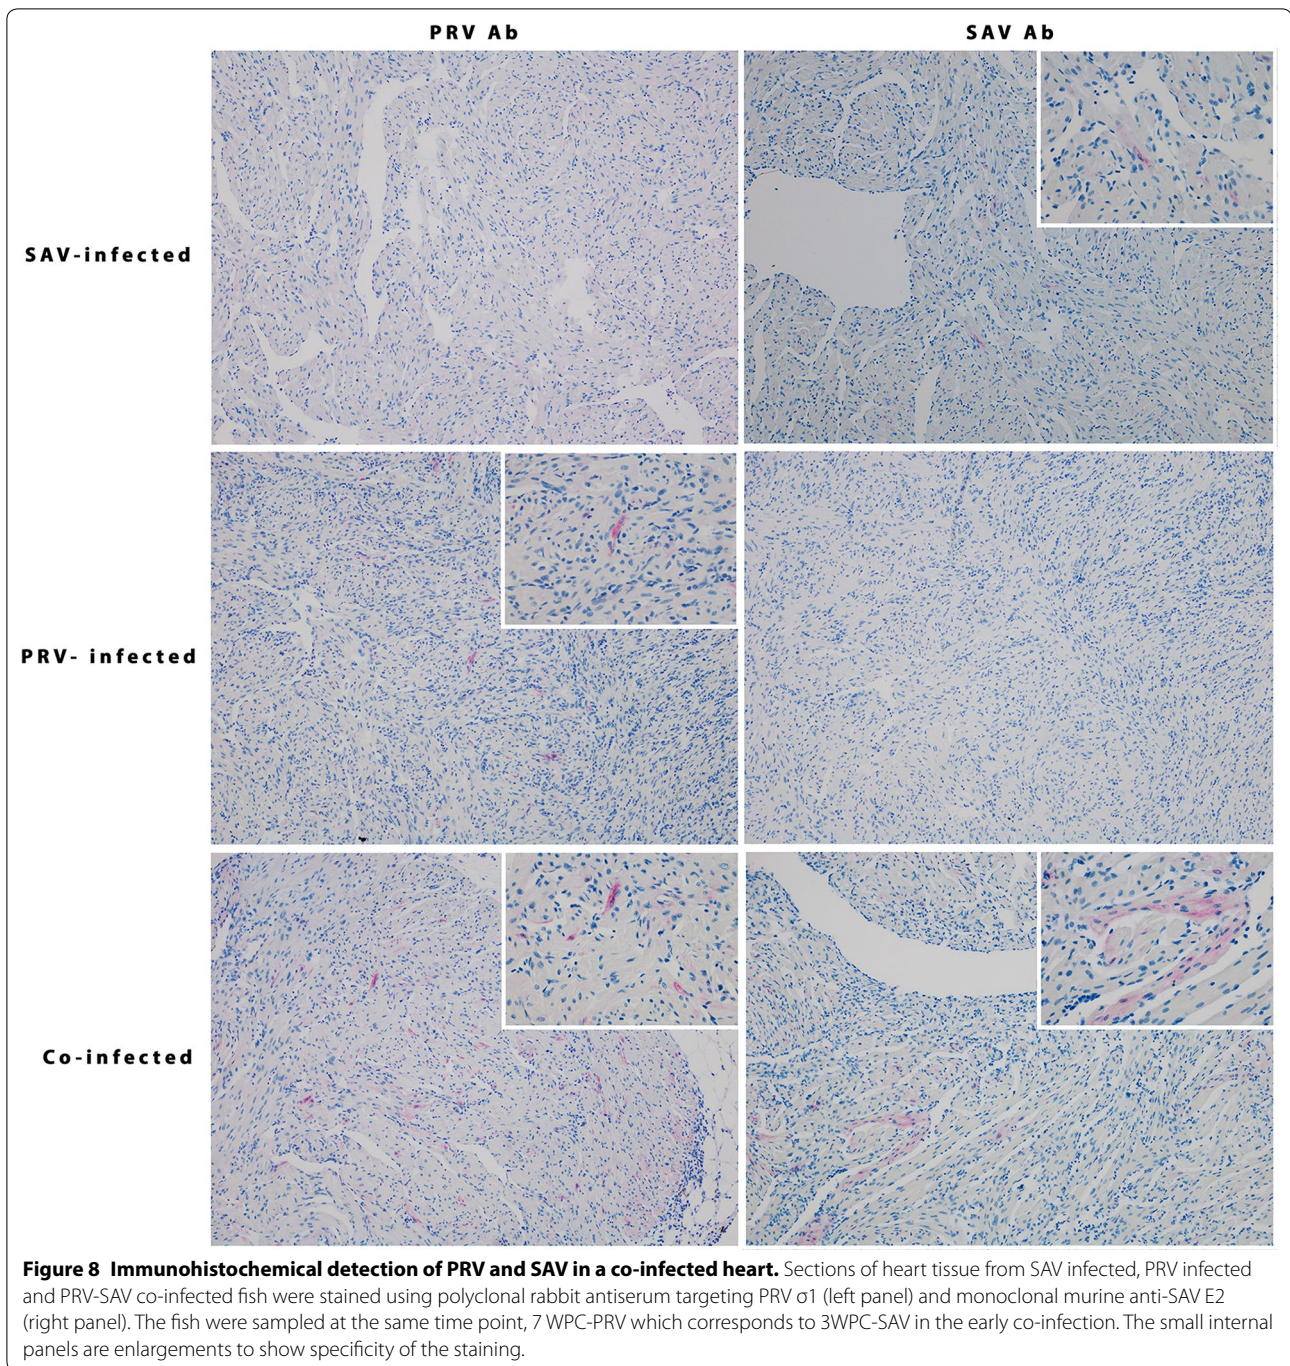 PRV Ab
SAV Ab
SAV-infected
PRV- infected
Co-infected
Figure 8 Immunohistochemical detection of PRV and SAV in a co-infected heart. Sections of heart tissue from SAV infected, PRV infected
and PRV-SAV co-infected fish were stained using polyclonal rabbit antiserum targeting PRV σ1 (left panel) and monoclonal murine anti-SAV E2
(right panel). The fish were sampled at the same time point, 7 WPC-PRV which corresponds to 3WPC-SAV in the early co-infection. The small internal
panels are enlargements to show specificity of the staining.